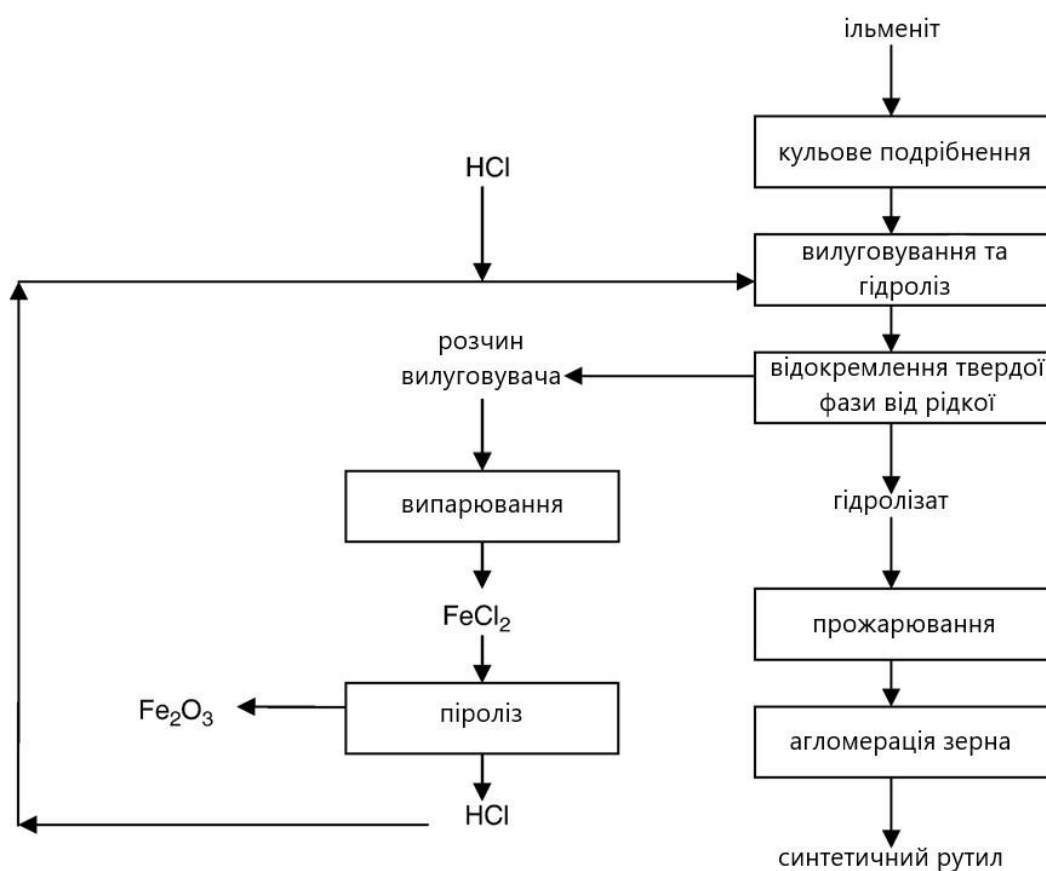 ільменіт
кульове подрібнення
HCl
вилуговування та
гідроліз
розчин
вилуговувача
відокремлення твердої
фази від рідкої
випарювання
гідролізат
FeCl₂
прожарювання
Fe₂O₃
піроліз
агломерація зерна
HCl
синтетичний рутил